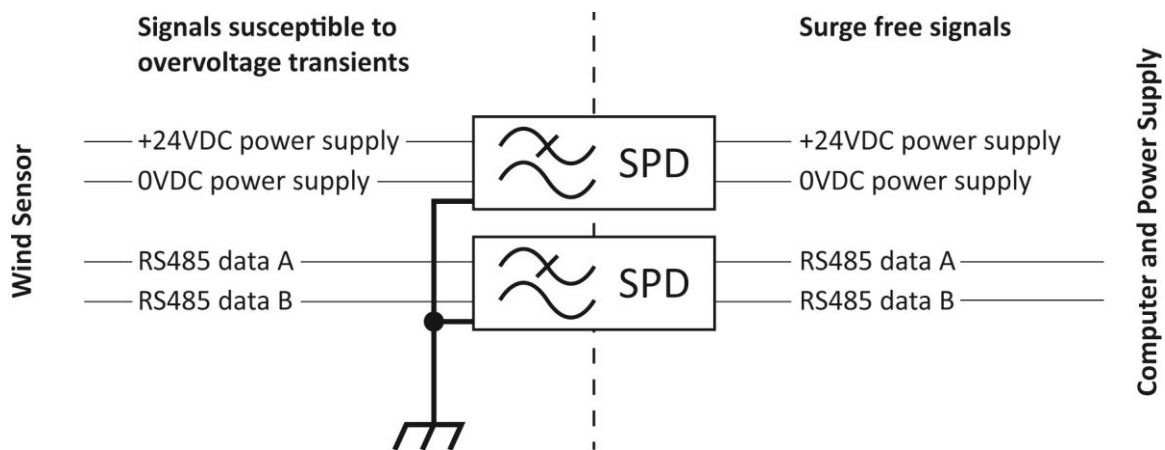 Signals susceptible to
overvoltage transients
Surge free signals
Wind Sensor
+24VDC power supply
0VDC power supply
SPD
+24VDC power supply
0VDC power supply
RS485 data A
RS485 data B
SPD
RS485 data A
RS485 data B
Computer and Power Supply